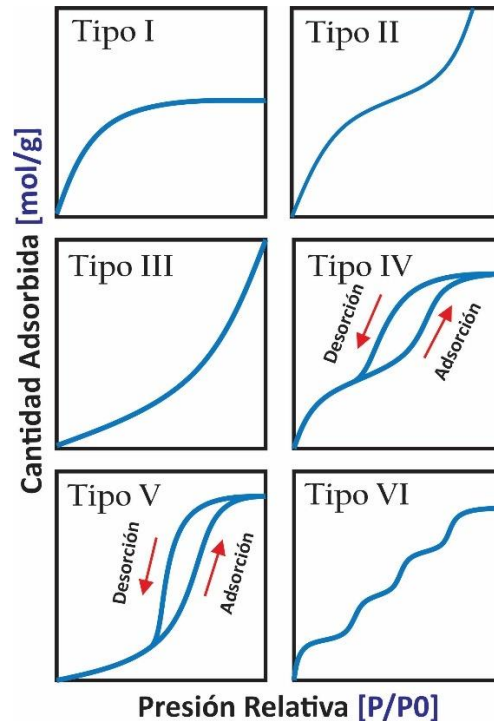 Tipo I
Tipo II
Tipo III
Tipo IV
Desorción
Adsorción
Tipo V
Desorción
Adsorción
Tipo VI
Cantidad Adsorbida [mol/g]
Presión Relativa [P/P0]